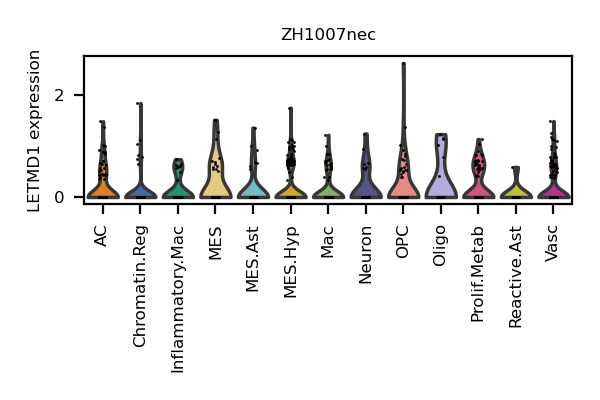 ZH1007nec
LETMD1 expression
2
0
AC
Chromatin.Reg
Inflammatory.Mac
MES
MES.Ast
MES.Hyp
Mac
Neuron
OPC
Oligo
Prolif.Metab
Reactive.Ast
Vasc